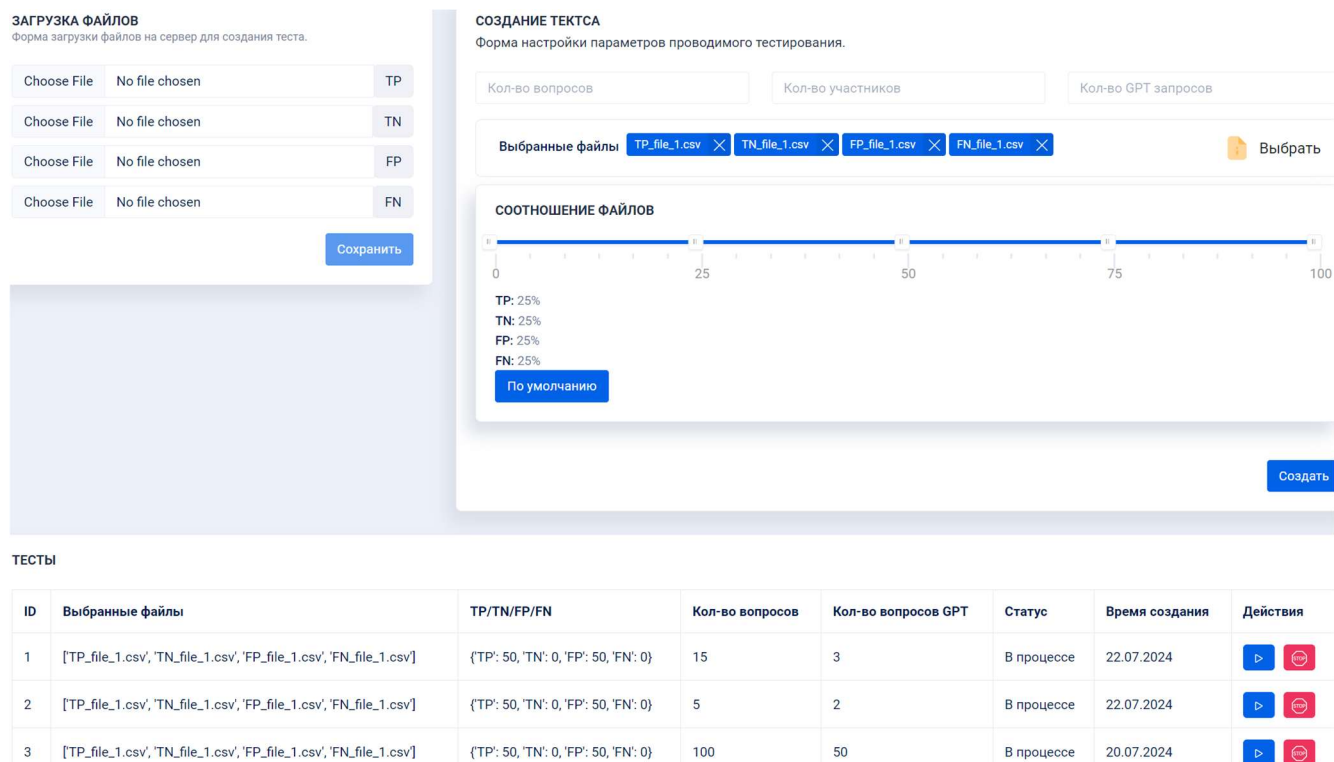 ЗАГРУЗКА ФАЙЛОВ
Форма загрузки файлов на сервер для создания теста.
Choose File No file chosen TP
Choose File No file chosen TN
Choose File No file chosen FP
Choose File No file chosen FN
Сохранить
СОЗДАНИЕ ТЕКТСА
Форма настройки параметров проводимого тестирования.
Кол-во вопросов Кол-во участников Кол-во GPT запросов
Выбранные файлы TP_file_1.csv TN_file_1.csv FP_file_1.csv FN_file_1.csv Выбрать
СООТНОШЕНИЕ ФАЙЛОВ
0 25 50 75 100
TP: 25%
TN: 25%
FP: 25%
FN: 25%
По умолчанию
Создать
ТЕСТЫ
ID Выбранные файлы TP/TN/FP/FN Кол-во вопросов Кол-во вопросов GPT Статус Время создания Действия
1 ['TP_file_1.csv', 'TN_file_1.csv', 'FP_file_1.csv', 'FN_file_1.csv'] {'TP': 50, 'TN': 0, 'FP': 50, 'FN': 0} 15 3 В процессе 22.07.2024 STOP
2 ['TP_file_1.csv', 'TN_file_1.csv', 'FP_file_1.csv', 'FN_file_1.csv'] {'TP': 50, 'TN': 0, 'FP': 50, 'FN': 0} 5 2 В процессе 22.07.2024 STOP
3 ['TP_file_1.csv', 'TN_file_1.csv', 'FP_file_1.csv', 'FN_file_1.csv'] {'TP': 50, 'TN': 0, 'FP': 50, 'FN': 0} 100 50 В процессе 20.07.2024 STOP